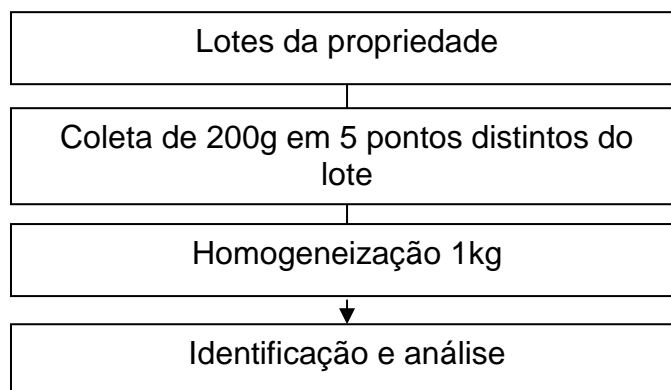 Lotes da propriedade
Coleta de 200g em 5 pontos distintos do
lote
Homogeneização 1kg
Identificação e análise